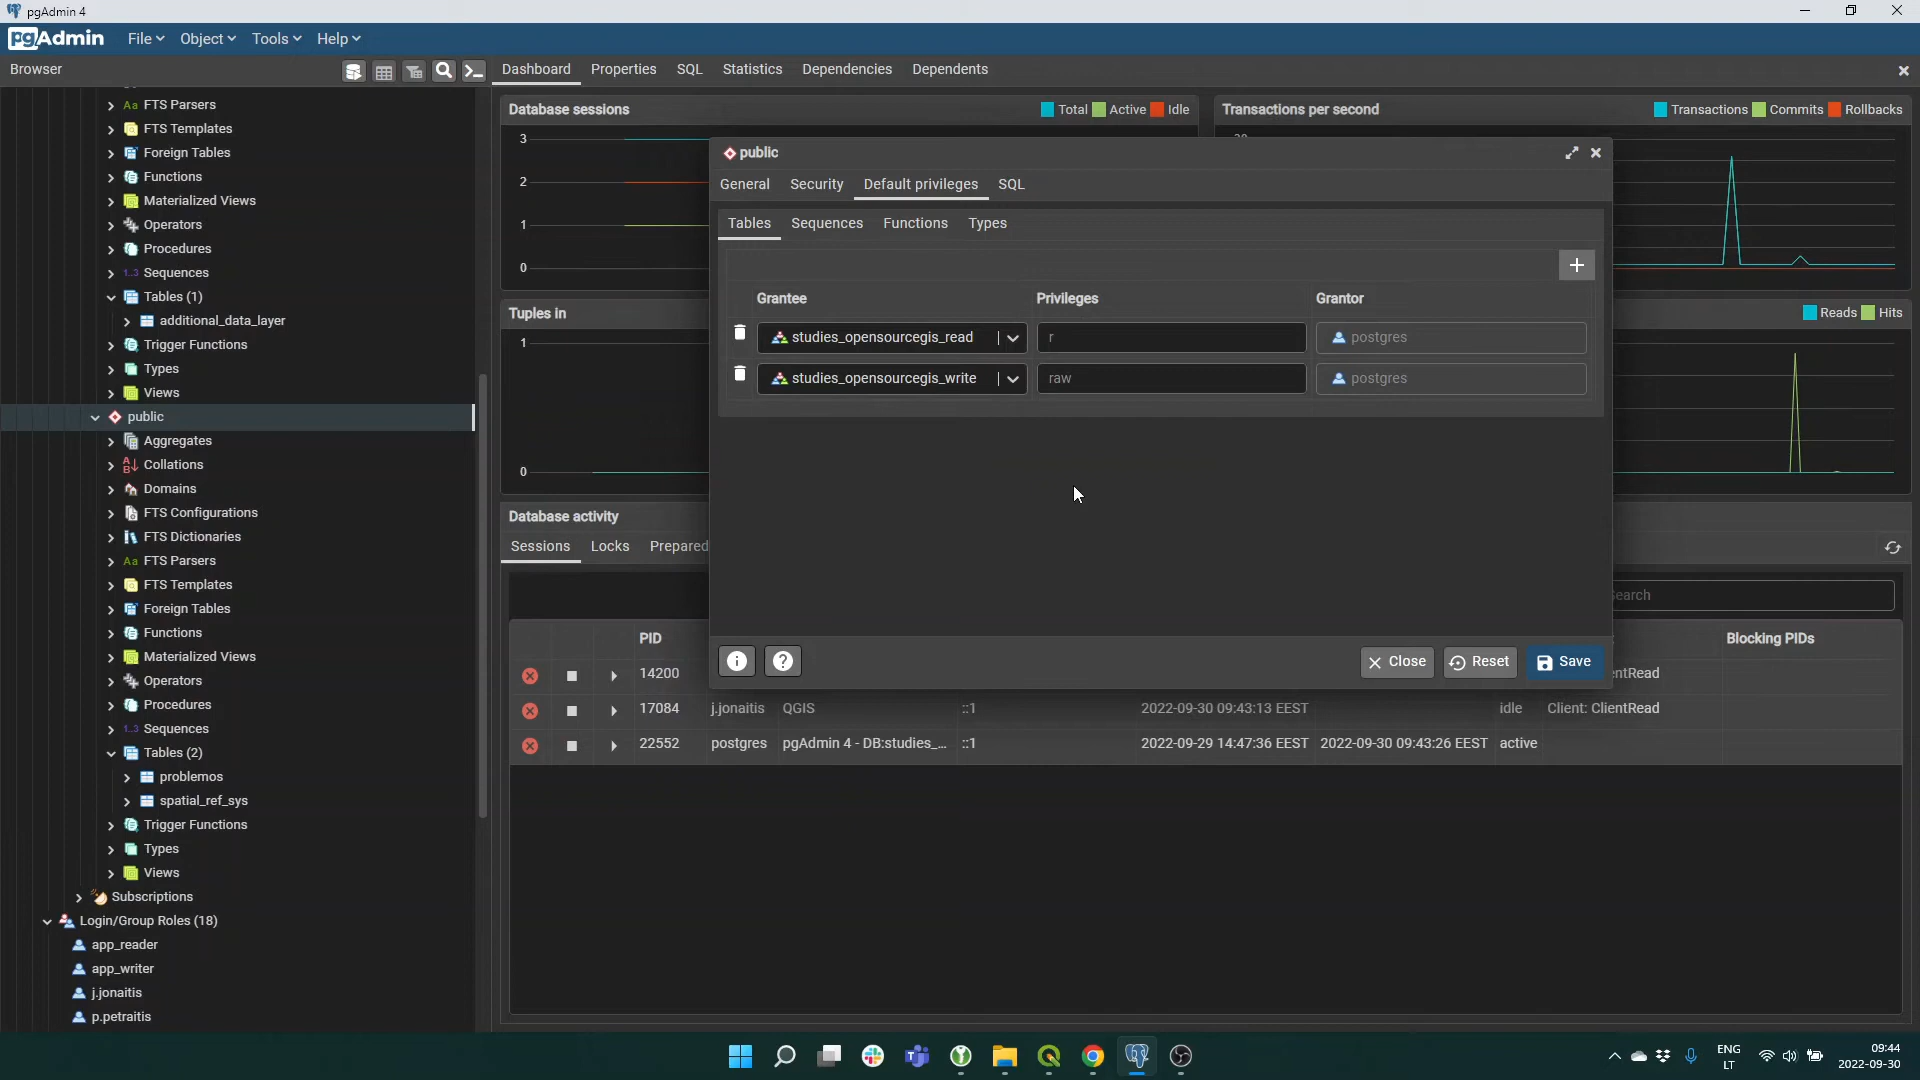 pgAdmin 4
pgAdmin File Object Tools Help
Browser
Dashboard Properties SQL Statistics Dependencies Dependents
FTS Parsers
FTS Templates
Foreign Tables
Functions
Materialized Views
Operators
Procedures
1..3 Sequences
Tables (1)
additional_data_layer
Trigger Functions
Types
Views
public
Aggregates
Collations
Domains
FTS Configurations
FTS Dictionaries
Aa FTS Parsers
FTS Templates
Foreign Tables
Functions
Materialized Views
Operators
Procedures
1..3 Sequences
Tables (2)
problemos
spatial_ref_sys
Trigger Functions
Types
Views
Subscriptions
Login/Group Roles (18)
app_reader
app_writer
j.jonaitis
p.petraitis
Database sessions Total Active Idle
3
2
1
0
Transactions per second Transactions Commits Rollbacks
Tuples in
1
0
Reads Hits
public
General Security Default privileges SQL
Tables Sequences Functions Types
Grantee Privileges Grantor
studies_opensourcegis_read r postgres
studies_opensourcegis_write raw postgres
Close Reset Save
Database activity
Sessions Locks Prepared
Search
PID Blocking PIDs
14200 ntRead
17084 j.jonaitis QGIS ::1 2022-09-30 09:43:13 EEST idle Client: ClientRead
22552 postgres pgAdmin 4 - DB:studies_... ::1 2022-09-29 14:47:36 EEST 2022-09-30 09:43:26 EEST active
ENG
LT
09:44
2022-09-30